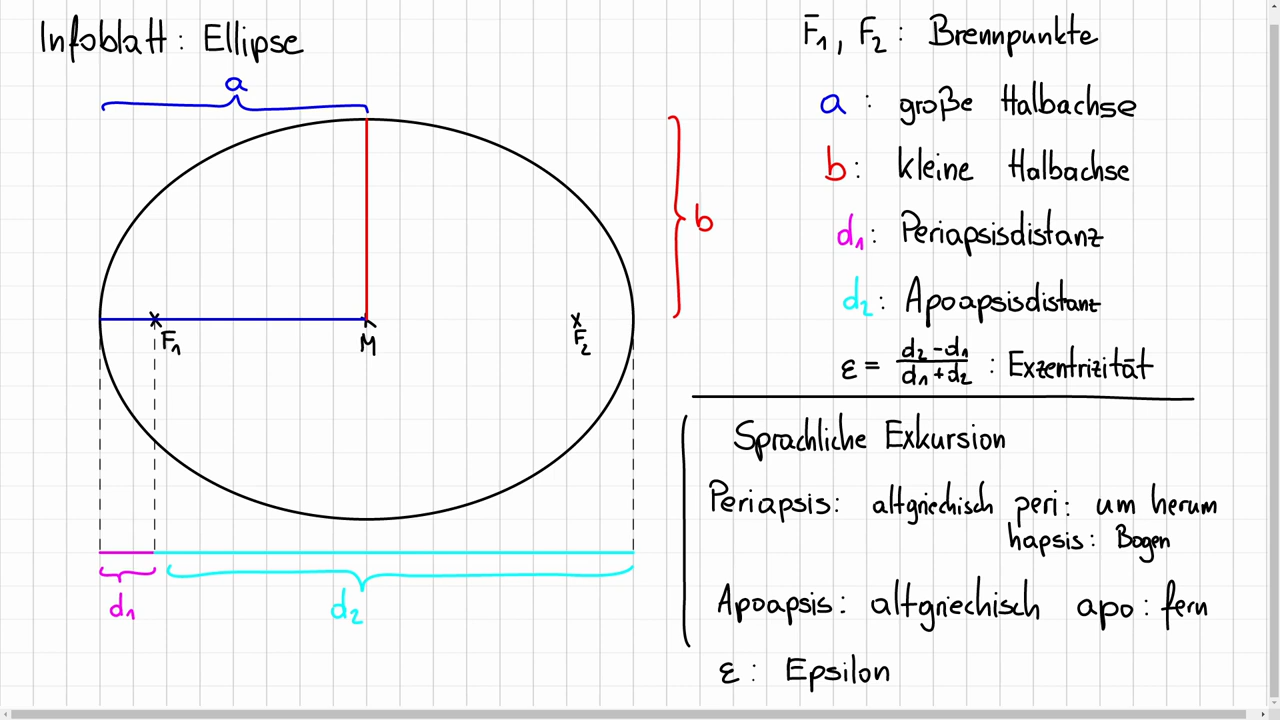 Infoblatt: Ellipse
a
b
F₁
M
F₂
d₁
d₂
F₁, F₂: Brennpunkte
a: große Halbachse
b: kleine Halbachse
d₁: Periapsisdistanz
d₂: Apoapsisdistanz
ε = (d₂-d₁)/(d₁+d₂) : Exzentrizität
Sprachliche Exkursion
Periapsis: altgriechisch peri: um herum
hapsis: Bogen
Apoapsis: altgriechisch apo: fern
ε: Epsilon